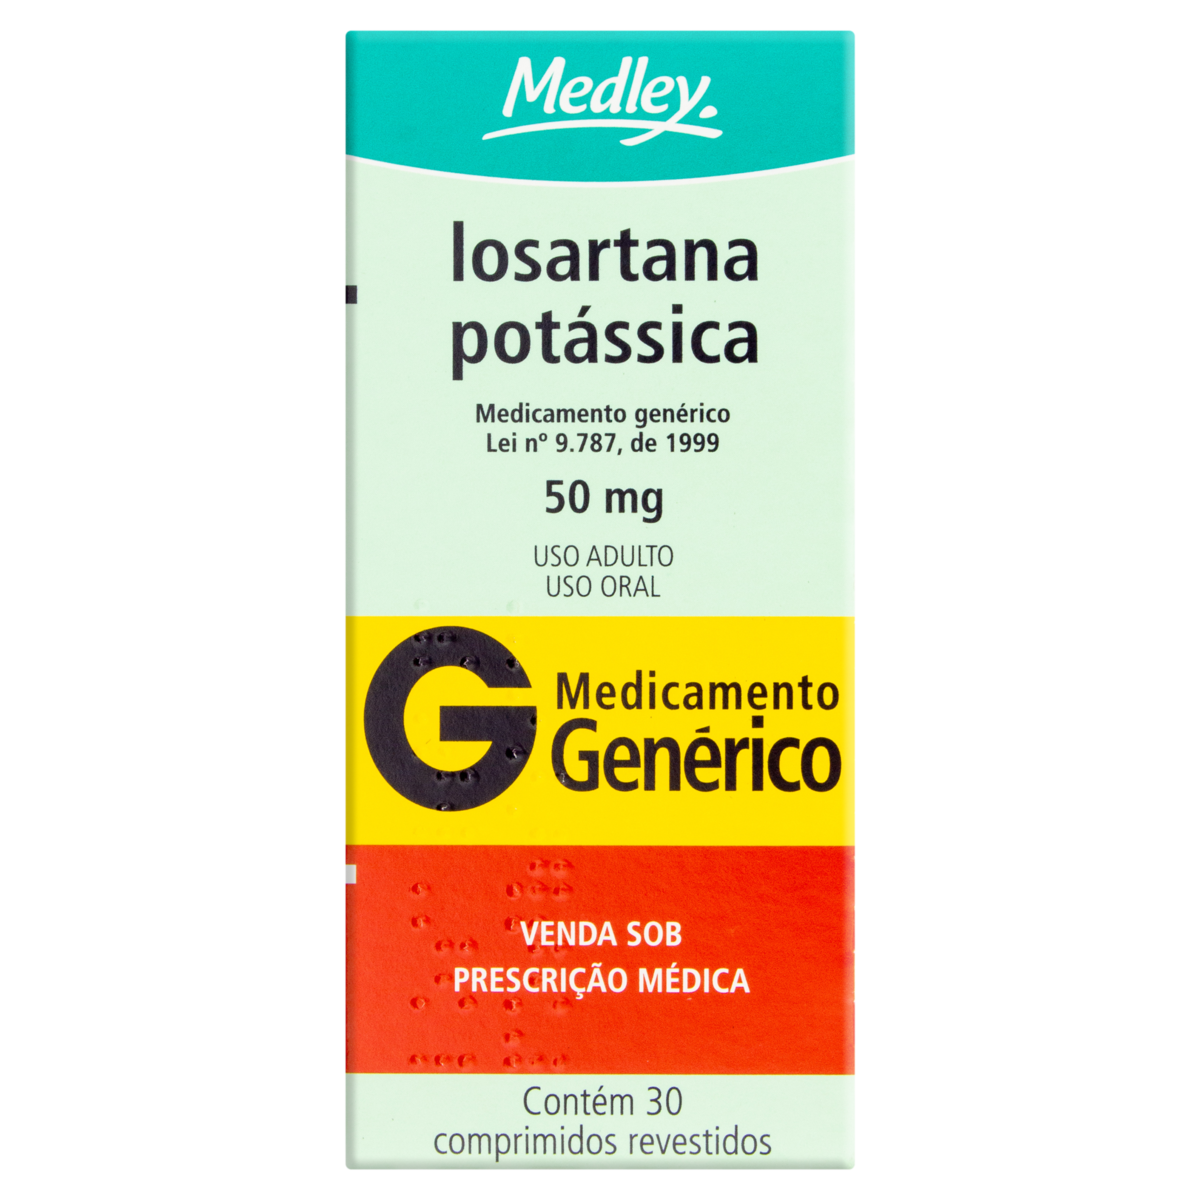 Medley.
losartana
potássica
Medicamento genérico
Lei nº 9.787, de 1999
50 mg
USO ADULTO
USO ORAL
G Medicamento
Genérico
VENDA SOB
PRESCRIÇÃO MÉDICA
Contém 30
comprimidos revestidos